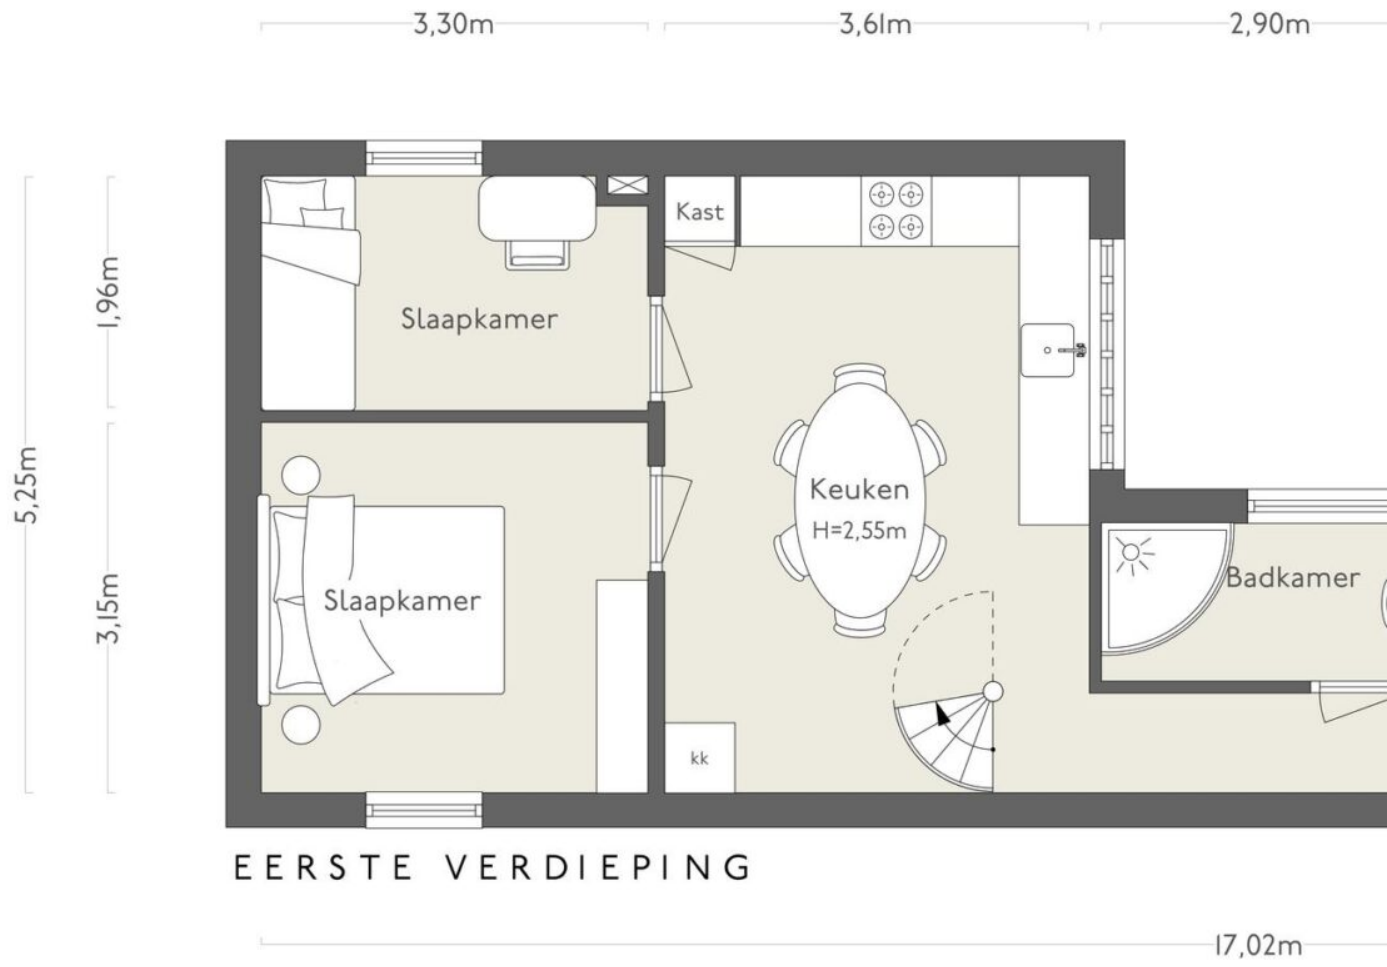 3,30m
3,61m
2,90m
Kast
1,96m
Slaapkamer
5,25m
Keuken
H=2,55m
Badkamer
3,15m
Slaapkamer
kk
EERSTE VERDIEPING
17,02m